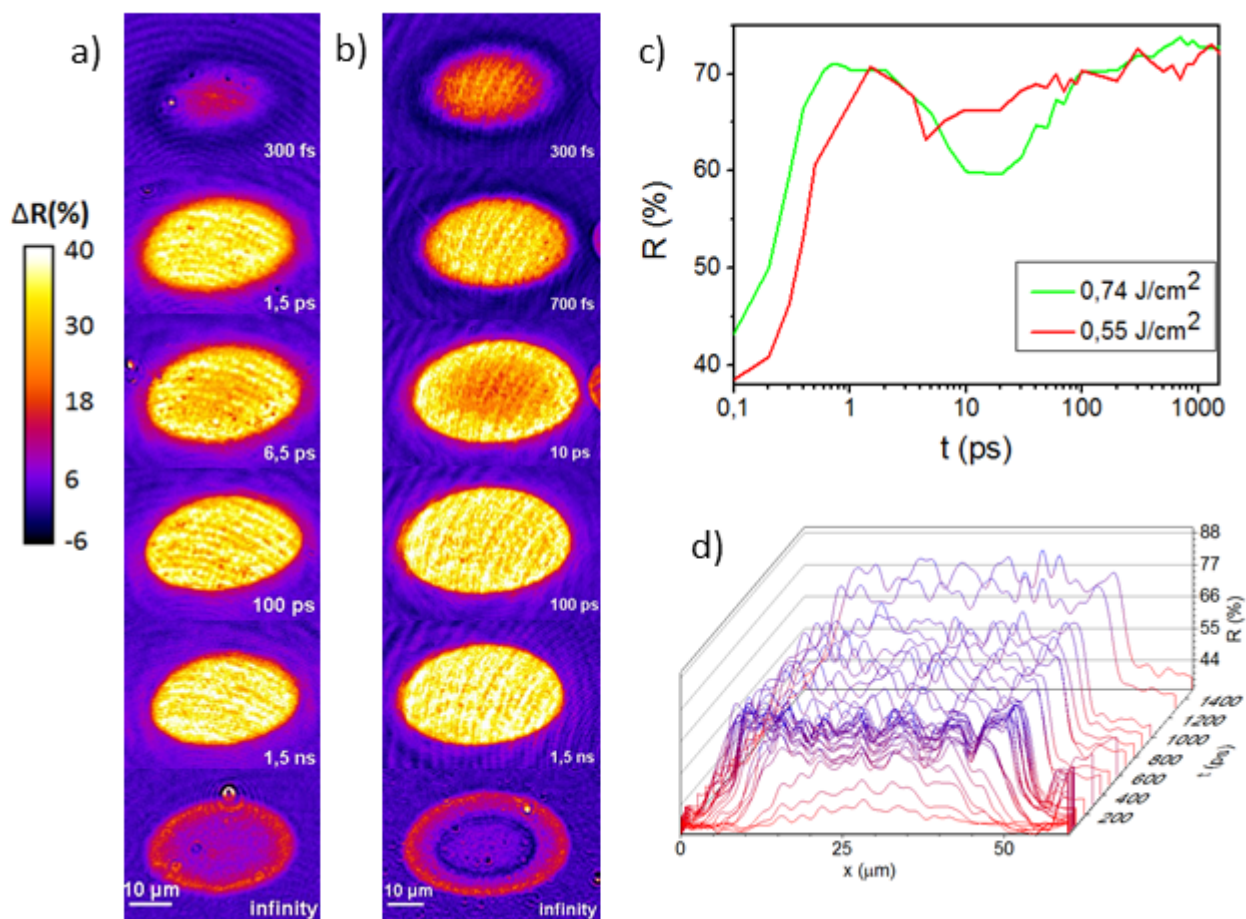 a)
b)
c)
d)
ΔR(%)
40
30
18
6
-6
300 fs
1,5 ps
6,5 ps
100 ps
1,5 ns
10 µm
infinity
300 fs
700 fs
10 ps
100 ps
1,5 ns
10 µm
infinity
R (%)
70
60
50
40
0,1
1
10
100
1000
t (ps)
0,74 J/cm²
0,55 J/cm²
88
77
66
55
44
R (%)
1400
1200
1000
800
600
400
200
t (ps)
0
25
50
x (µm)